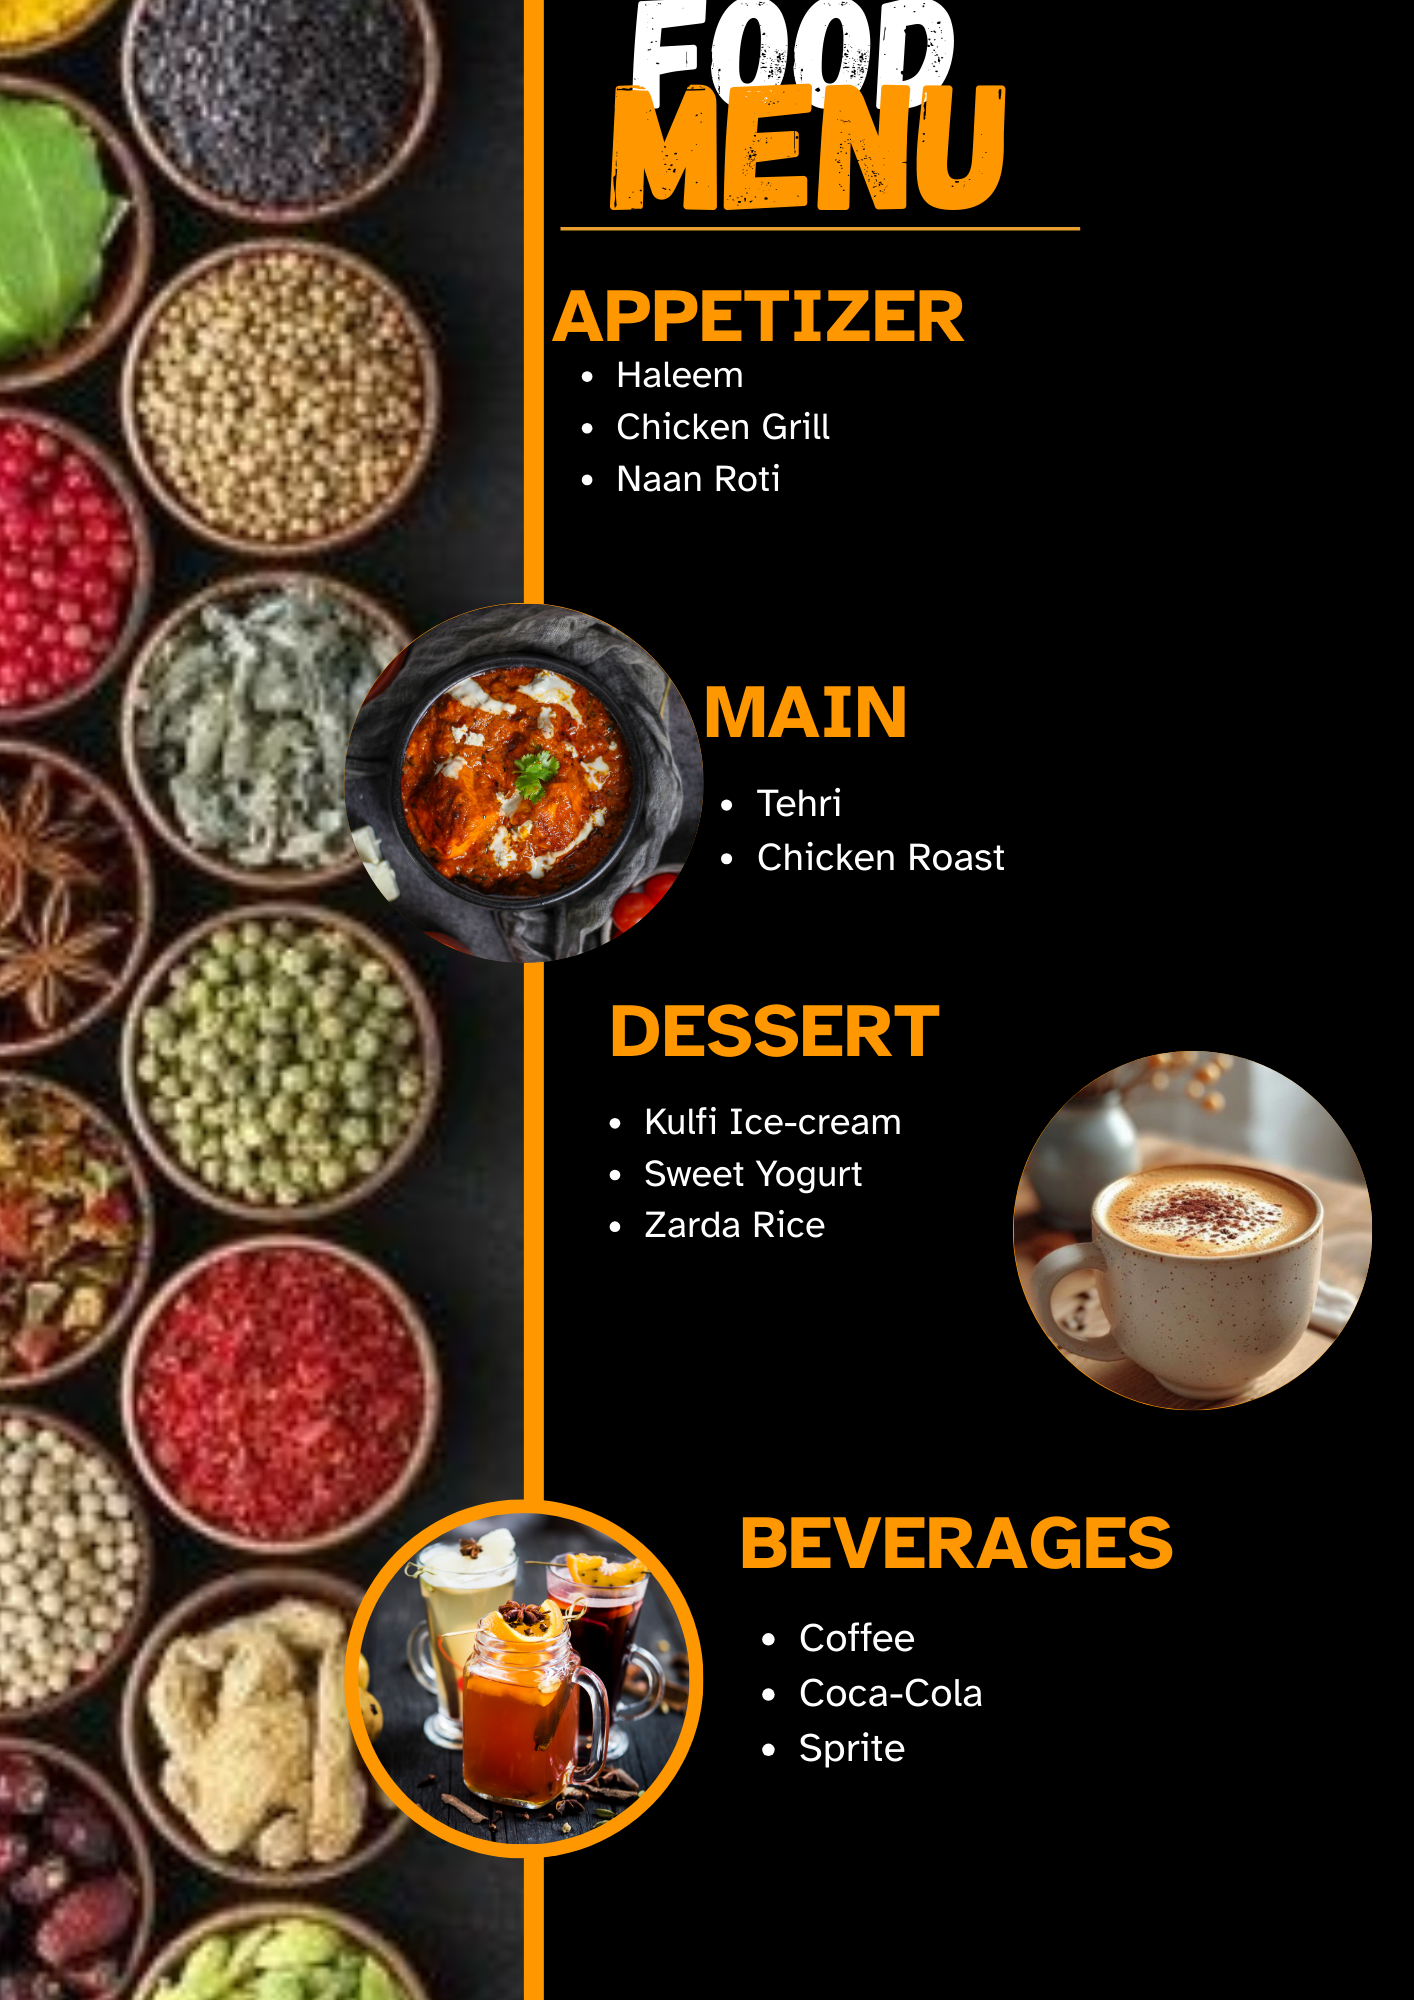 FOOD
MENU
APPETIZER
• Haleem
• Chicken Grill
• Naan Roti
MAIN
• Tehri
• Chicken Roast
DESSERT
• Kulfi Ice-cream
• Sweet Yogurt
• Zarda Rice
BEVERAGES
• Coffee
• Coca-Cola
• Sprite